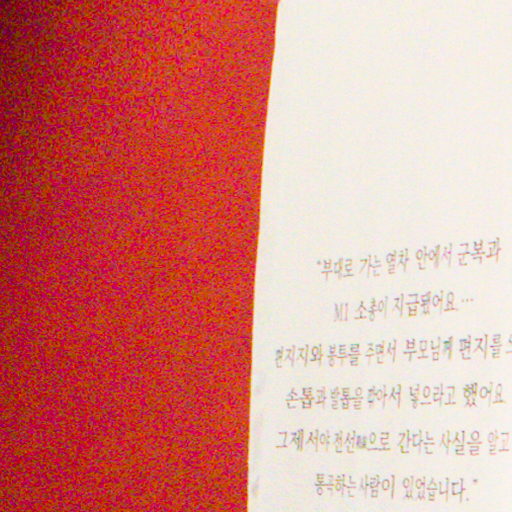 "부대로 가는 열차 안에서 군복과
M1 소총이 지급됐어요…
편지지와 봉투를 주면서 부모님께 편지를
손톱과 발톱을 깎아서 넣으라고 했어요
그제서야 전선으로 간다는 사실을 알고
통곡하는 사람이 있었습니다."